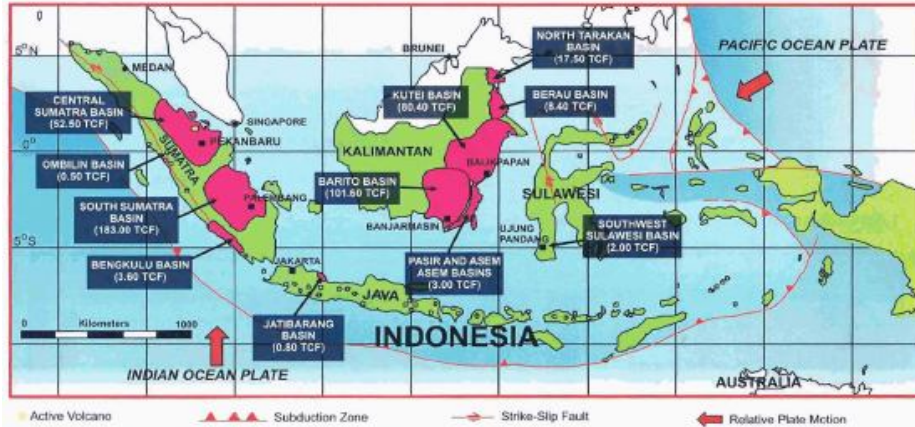 5°N
MEDAN
BRUNEI
NORTH TARAKAN
BASIN
(17.50 TCF)
PACIFIC OCEAN PLATE
CENTRAL
SUMATRA BASIN
(52.50 TCF)
SINGAPORE
PEKANBARU
KUTEI BASIN
(80.40 TCF)
BERAU BASIN
(8.40 TCF)
0°
OMBILIN BASIN
(0.50 TCF)
SUMATRA
KALIMANTAN
BALIKPAPAN
SOUTH SUMATRA
BASIN
(183.00 TCF)
PALEMBANG
BARITO BASIN
(101.60 TCF)
SULAWESI
BANJARMASIN
UJUNG
PANDANG
SOUTHWEST
SULAWESI BASIN
(2.00 TCF)
5°S
BENGKULU BASIN
(3.60 TCF)
JAKARTA
PASIR AND ASEM
ASEM BASINS
(3.00 TCF)
JAVA
0 Kilometers 1000
JATIBARANG
BASIN
(0.80 TCF)
INDONESIA
INDIAN OCEAN PLATE
AUSTRALIA
Active Volcano
Subduction Zone
Strike-Slip Fault
Relative Plate Motion